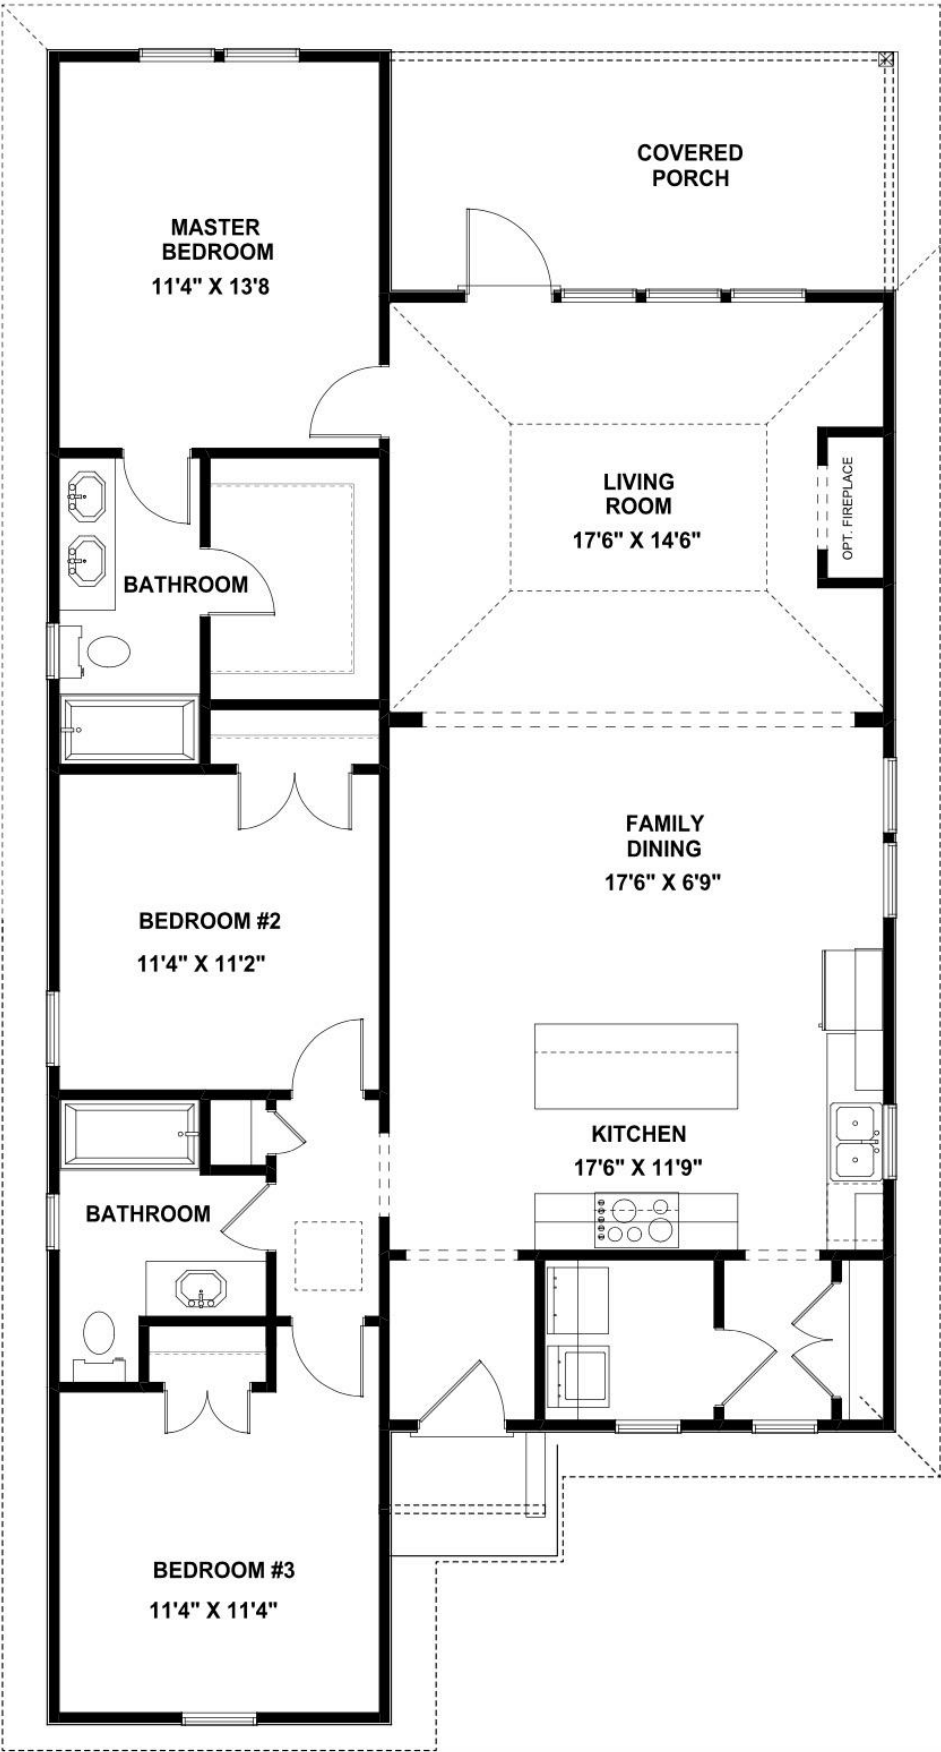 COVERED
PORCH
MASTER
BEDROOM
11'4" X 13'8
LIVING
ROOM
17'6" X 14'6"
OPT. FIREPLACE
BATHROOM
FAMILY
DINING
17'6" X 6'9"
BEDROOM #2
11'4" X 11'2"
KITCHEN
17'6" X 11'9"
BATHROOM
BEDROOM #3
11'4" X 11'4"